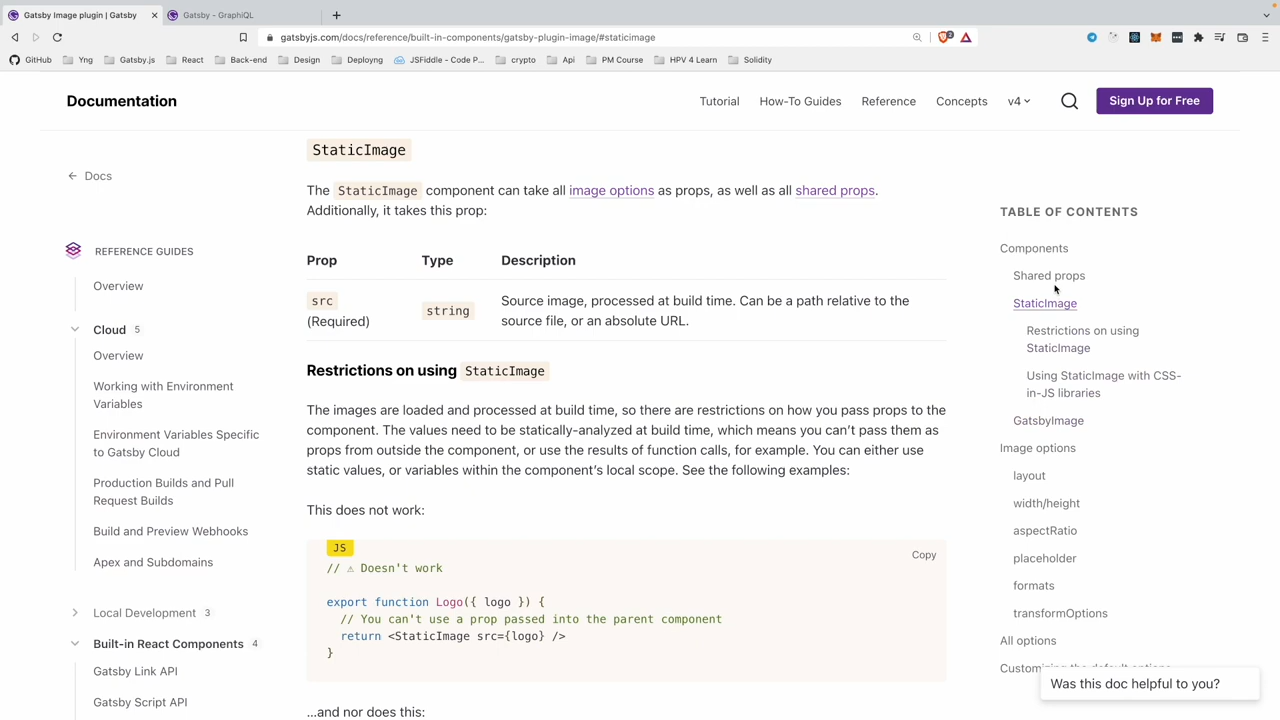 Gatsby Image plugin | Gatsby
Gatsby - GraphiQL
gatsbyjs.com/docs/reference/built-in-components/gatsby-plugin-image/#staticimage
GitHub
Yng
Gatsby.js
React
Back-end
Design
Deployng
JSFiddle - Code P...
crypto
Api
PM Course
HPV 4 Learn
Solidity
Documentation
Tutorial
How-To Guides
Reference
Concepts
v4
Sign Up for Free
Docs
REFERENCE GUIDES
Overview
Cloud 5
Overview
Working with Environment
Variables
Environment Variables Specific
to Gatsby Cloud
Production Builds and Pull
Request Builds
Build and Preview Webhooks
Apex and Subdomains
Local Development 3
Built-in React Components 4
Gatsby Link API
Gatsby Script API
StaticImage
The StaticImage component can take all image options as props, as well as all shared props.
Additionally, it takes this prop:
Prop Type Description
src
(Required)
string
Source image, processed at build time. Can be a path relative to the
source file, or an absolute URL.
Restrictions on using StaticImage
The images are loaded and processed at build time, so there are restrictions on how you pass props to the
component. The values need to be statically-analyzed at build time, which means you can’t pass them as
props from outside the component, or use the results of function calls, for example. You can either use
static values, or variables within the component’s local scope. See the following examples:
This does not work:
JS
Copy
// ⚠ Doesn't work
export function Logo({ logo }) {
// You can't use a prop passed into the parent component
return <StaticImage src={logo} />
}
...and nor does this:
TABLE OF CONTENTS
Components
Shared props
StaticImage
Restrictions on using
StaticImage
Using StaticImage with CSS-
in-JS libraries
GatsbyImage
Image options
layout
width/height
aspectRatio
placeholder
formats
transformOptions
All options
Customizing the default options
Was this doc helpful to you?